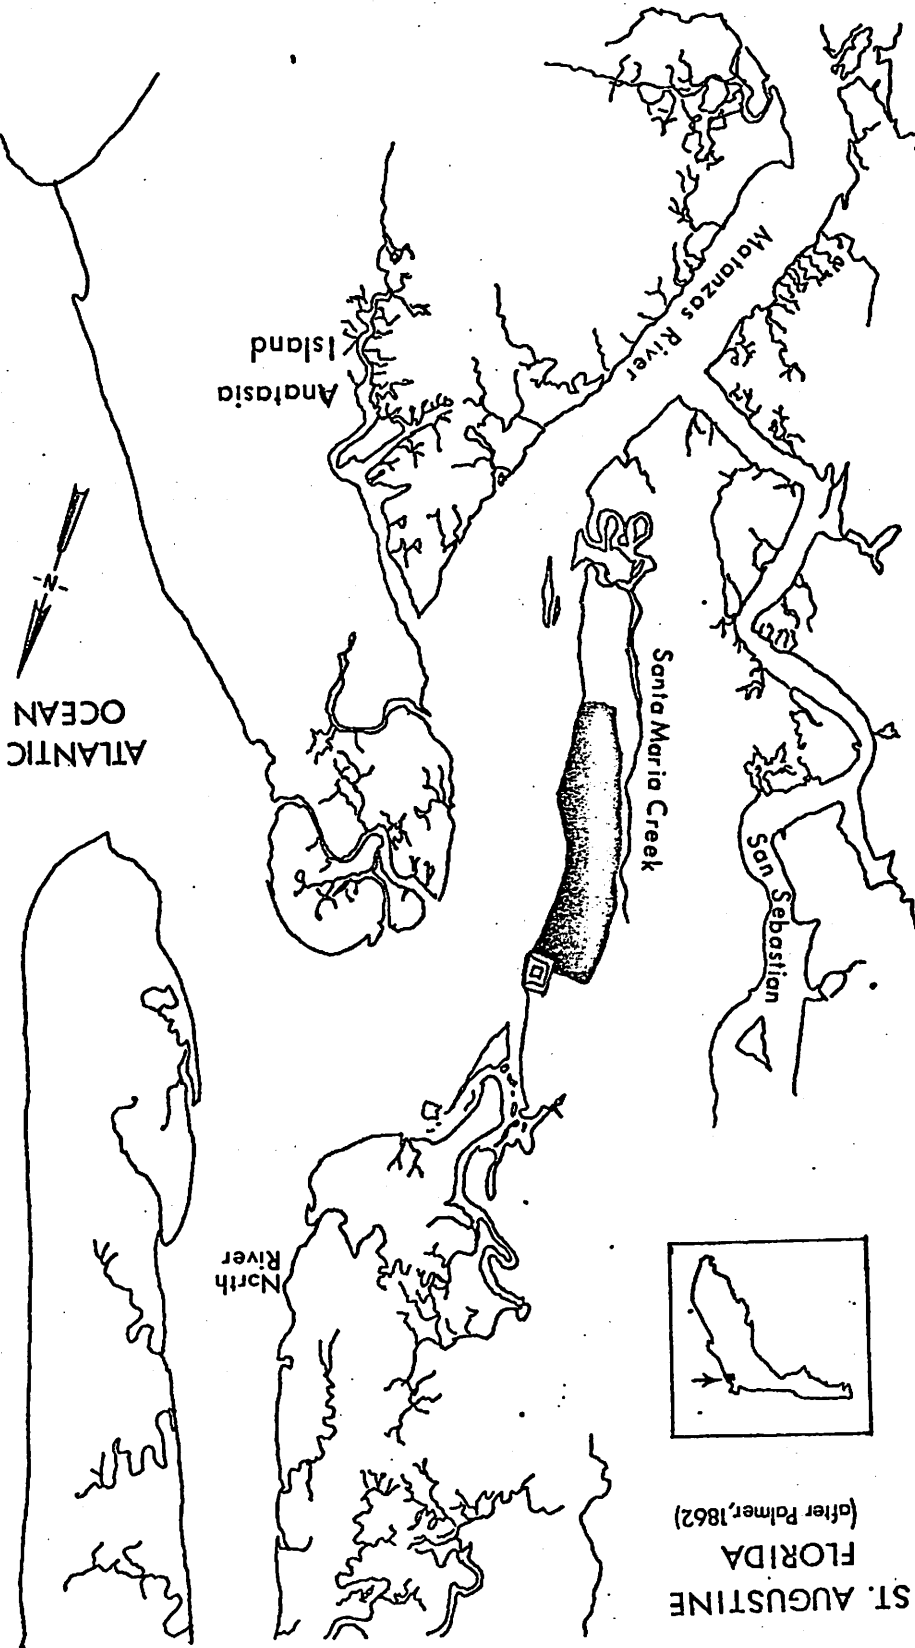 ST. AUGUSTINE
FLORIDA
(after Palmer, 1862)
North
River
San Sebastian
Santa Maria Creek
ATLANTIC
OCEAN
-N-
Anatasia
Island
Matanzas River